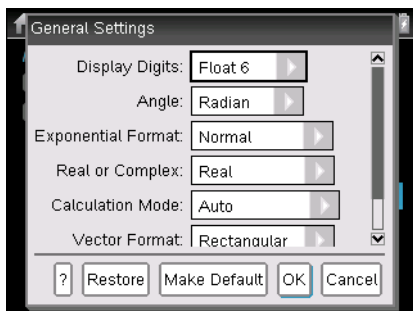 General Settings
Display Digits: Float 6
Angle: Radian
Exponential Format: Normal
Real or Complex: Real
Calculation Mode: Auto
Vector Format: Rectangular
? Restore Make Default OK Cancel